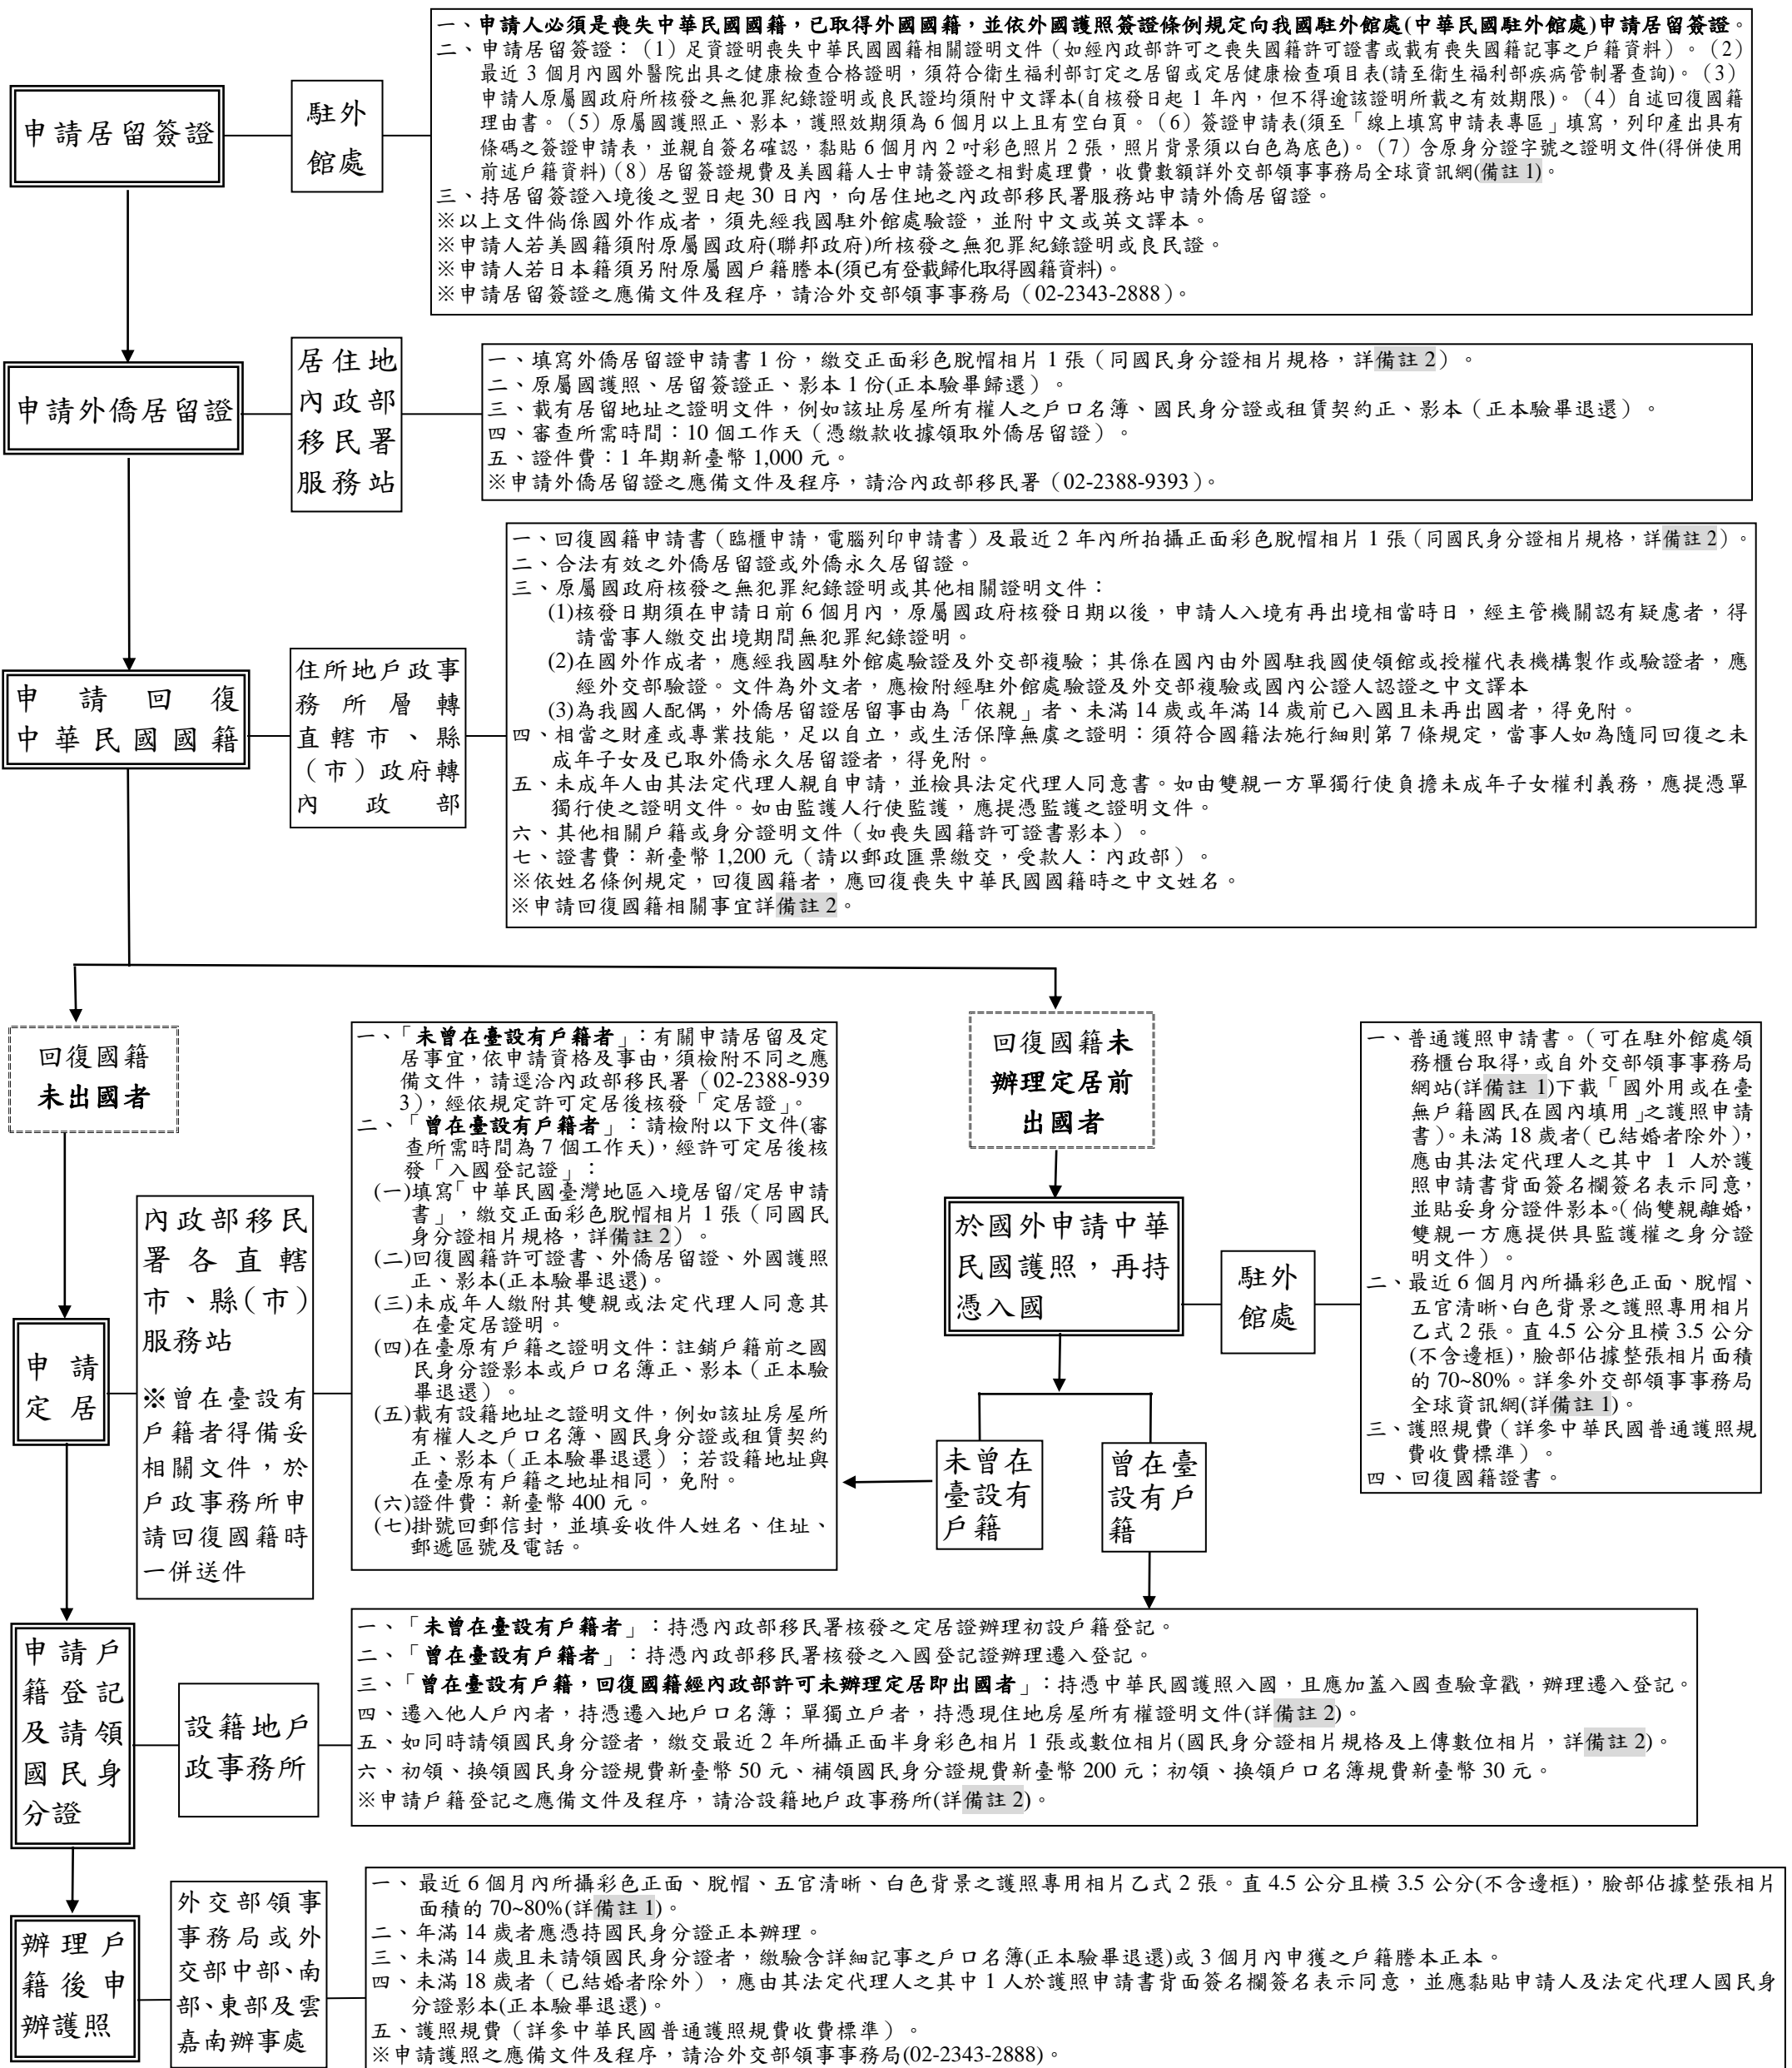 申請居留簽證
駐外
館處
一、申請人必須是喪失中華民國國籍，已取得外國國籍，並依外國護照簽證條例規定向我國駐外館處(中華民國駐外館處)申請居留簽證。
二、申請居留簽證：（1）足資證明喪失中華民國國籍相關證明文件（如經內政部許可之喪失國籍許可證書或載有喪失國籍記事之戶籍資料）。（2）
最近 3 個月內國外醫院出具之健康檢查合格證明，須符合衛生福利部訂定之居留或定居健康檢查項目表(請至衛生福利部疾病管制署查詢)。（3）
申請人原屬國政府所核發之無犯罪紀錄證明或良民證均須附中文譯本(自核發日起 1 年內，但不得逾該證明所載之有效期限)。（4）自述回復國籍
理由書。（5）原屬國護照正、影本，護照效期須為 6 個月以上且有空白頁。（6）簽證申請表(須至「線上填寫申請表專區」填寫，列印產出具有
條碼之簽證申請表，並親自簽名確認，黏貼 6 個月內 2 吋彩色照片 2 張，照片背景須以白色為底色)。（7）含原身分證字號之證明文件(得併使用
前述戶籍資料)（8）居留簽證規費及美國籍人士申請簽證之相對處理費，收費數額詳外交部領事事務局全球資訊網(備註 1)。
三、持居留簽證入境後之翌日起 30 日內，向居住地之內政部移民署服務站申請外僑居留證。
※以上文件倘係國外作成者，須先經我國駐外館處驗證，並附中文或英文譯本。
※申請人若美國籍須附原屬國政府(聯邦政府)所核發之無犯罪紀錄證明或良民證。
※申請人若日本籍須另附原屬國戶籍謄本(須已有登載歸化取得國籍資料)。
※申請居留簽證之應備文件及程序，請洽外交部領事事務局（02-2343-2888）。
申請外僑居留證
居住地
內政部
移民署
服務站
一、填寫外僑居留證申請書 1 份，繳交正面彩色脫帽相片 1 張（同國民身分證相片規格，詳備註 2）。
二、原屬國護照、居留簽證正、影本 1 份(正本驗畢歸還）。
三、載有居留地址之證明文件，例如該址房屋所有權人之戶口名簿、國民身分證或租賃契約正、影本（正本驗畢退還）。
四、審查所需時間：10 個工作天（憑繳款收據領取外僑居留證）。
五、證件費：1 年期新臺幣 1,000 元。
※申請外僑居留證之應備文件及程序，請洽內政部移民署（02-2388-9393）。
申請回復
中華民國國籍
住所地戶政事
務所層轉
直轄市、縣
（市）政府轉
內政部
一、回復國籍申請書（臨櫃申請，電腦列印申請書）及最近 2 年內所拍攝正面彩色脫帽相片 1 張（同國民身分證相片規格，詳備註 2）。
二、合法有效之外僑居留證或外僑永久居留證。
三、原屬國政府核發之無犯罪紀錄證明或其他相關證明文件：
(1)核發日期須在申請日前 6 個月內，原屬國政府核發日期以後，申請人入境有再出境相當時日，經主管機關認有疑慮者，得
請當事人繳交出境期間無犯罪紀錄證明。
(2)在國外作成者，應經我國駐外館處驗證及外交部複驗；其係在國內由外國駐我國使領館或授權代表機構製作或驗證者，應
經外交部驗證。文件為外文者，應檢附經駐外館處驗證及外交部複驗或國內公證人認證之中文譯本
(3)為我國人配偶，外僑居留證居留事由為「依親」者、未滿 14 歲或年滿 14 歲前已入國且未再出國者，得免附。
四、相當之財產或專業技能，足以自立，或生活保障無虞之證明：須符合國籍法施行細則第 7 條規定，當事人如為隨同回復之未
成年子女及已取外僑永久居留證者，得免附。
五、未成年人由其法定代理人親自申請，並檢具法定代理人同意書。如由雙親一方單獨行使負擔未成年子女權利義務，應提憑單
獨行使之證明文件。如由監護人行使監護，應提憑監護之證明文件。
六、其他相關戶籍或身分證明文件（如喪失國籍許可證書影本）。
七、證書費：新臺幣 1,200 元（請以郵政匯票繳交，受款人：內政部）。
※依姓名條例規定，回復國籍者，應回復喪失中華民國國籍時之中文姓名。
※申請回復國籍相關事宜詳備註 2。
回復國籍
未出國者
一、「未曾在臺設有戶籍者」：有關申請居留及定
居事宜，依申請資格及事由，須檢附不同之應
備文件，請逕洽內政部移民署（02-2388-939
3），經依規定許可定居後核發「定居證」。
二、「曾在臺設有戶籍者」：請檢附以下文件(審
查所需時間為 7 個工作天)，經許可定居後核
發「入國登記證」：
(一)填寫「中華民國臺灣地區入境居留/定居申請
書」，繳交正面彩色脫帽相片 1 張（同國民
身分證相片規格，詳備註 2）。
(二)回復國籍許可證書、外僑居留證、外國護照
正、影本(正本驗畢退還)。
(三)未成年人繳附其雙親或法定代理人同意其
在臺定居證明。
(四)在臺原有戶籍之證明文件：註銷戶籍前之國
民身分證影本或戶口名簿正、影本（正本驗
畢退還）。
(五)載有設籍地址之證明文件，例如該址房屋所
有權人之戶口名簿、國民身分證或租賃契約
正、影本（正本驗畢退還）；若設籍地址與
在臺原有戶籍之地址相同，免附。
(六)證件費：新臺幣 400 元。
(七)掛號回郵信封，並填妥收件人姓名、住址、
郵遞區號及電話。
回復國籍未
辦理定居前
出國者
一、普通護照申請書。（可在駐外館處領
務櫃台取得，或自外交部領事事務局
網站(詳備註 1)下載「國外用或在臺
無戶籍國民在國內填用」之護照申請
書）。未滿 18 歲者（已結婚者除外），
應由其法定代理人之其中 1 人於護
照申請書背面簽名欄簽名表示同意，
並貼妥身分證件影本。（倘雙親離婚，
雙親一方應提供具監護權之身分證
明文件）。
二、最近 6 個月內所攝彩色正面、脫帽、
五官清晰、白色背景之護照專用相片
乙式 2 張。直 4.5 公分且橫 3.5 公分
(不含邊框)，臉部佔據整張相片面積
的 70~80%。詳參外交部領事事務局
全球資訊網(詳備註 1)。
三、護照規費（詳參中華民國普通護照規
費收費標準）。
四、回復國籍證書。
內政部移民
署各直轄
市、縣（市）
服務站
※曾在臺設有
戶籍者得備妥
相關文件，於
戶政事務所申
請回復國籍時
一併送件
申請
定居
於國外申請中華
民國護照，再持
憑入國
駐外
館處
未曾在
臺設有
戶籍
曾在臺
設有戶
籍
申請戶
籍登記
及請領
國民身
分證
設籍地戶
政事務所
一、「未曾在臺設有戶籍者」：持憑內政部移民署核發之定居證辦理初設戶籍登記。
二、「曾在臺設有戶籍者」：持憑內政部移民署核發之入國登記證辦理遷入登記。
三、「曾在臺設有戶籍，回復國籍經內政部許可未辦理定居即出國者」：持憑中華民國護照入國，且應加蓋入國查驗章戳，辦理遷入登記。
四、遷入他人戶內者，持憑遷入地戶口名簿；單獨立戶者，持憑現住地房屋所有權證明文件(詳備註 2)。
五、如同時請領國民身分證者，繳交最近 2 年所攝正面半身彩色相片 1 張或數位相片(國民身分證相片規格及上傳數位相片，詳備註 2)。
六、初領、換領國民身分證規費新臺幣 50 元、補領國民身分證規費新臺幣 200 元；初領、換領戶口名簿規費新臺幣 30 元。
※申請戶籍登記之應備文件及程序，請洽設籍地戶政事務所(詳備註 2)。
辦理戶
籍後申
辦護照
外交部領事
事務局或外
交部中部、南
部、東部及雲
嘉南辦事處
一、 最近 6 個月內所攝彩色正面、脫帽、五官清晰、白色背景之護照專用相片乙式 2 張。直 4.5 公分且橫 3.5 公分(不含邊框)，臉部佔據整張相片
面積的 70~80%(詳備註 1)。
二、年滿 14 歲者應憑持國民身分證正本辦理。
三、未滿 14 歲且未請領國民身分證者，繳驗含詳細記事之戶口名簿(正本驗畢退還)或 3 個月內申獲之戶籍謄本正本。
四、未滿 18 歲者（已結婚者除外），應由其法定代理人之其中 1 人於護照申請書背面簽名欄簽名表示同意，並應黏貼申請人及法定代理人國民身
分證影本(正本驗畢退還)。
五、護照規費（詳參中華民國普通護照規費收費標準）。
※申請護照之應備文件及程序，請洽外交部領事事務局(02-2343-2888)。